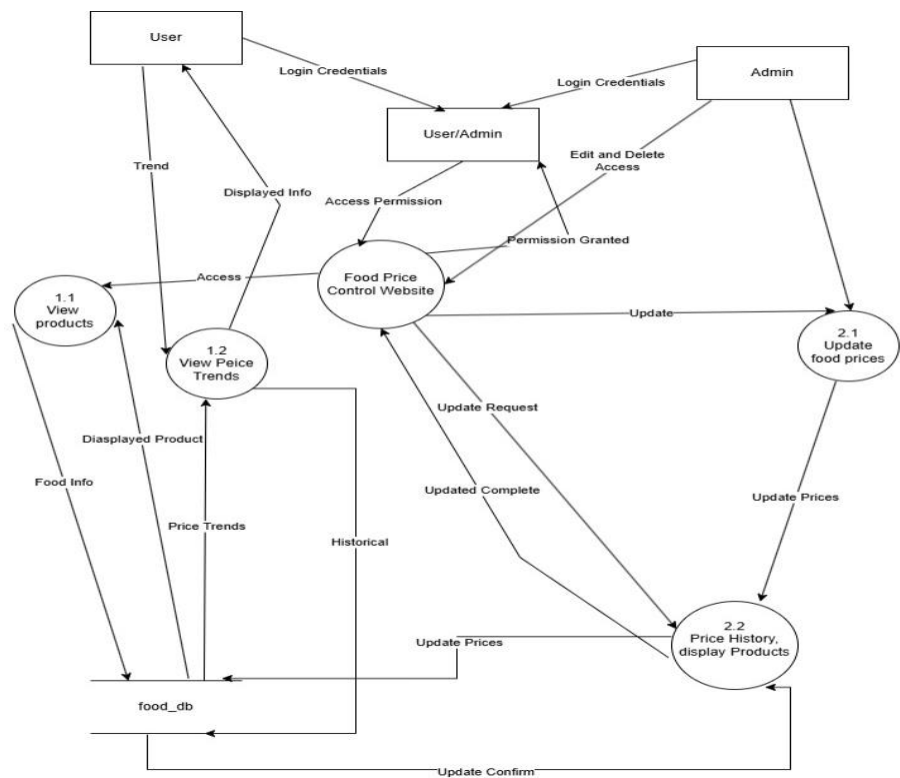 User
Admin
Login Credentials
Login Credentials
User/Admin
Trend
Displayed Info
Edit and Delete
Access
Access Permission
Permission Granted
Access
Food Price
Control Website
1.1
View
products
Update
2.1
Update
food prices
1.2
View Peice
Trends
Update Request
Diasplayed Product
Food Info
Updated Complete
Update Prices
Price Trends
Historical
2.2
Price History,
display Products
Update Prices
food_db
Update Confirm